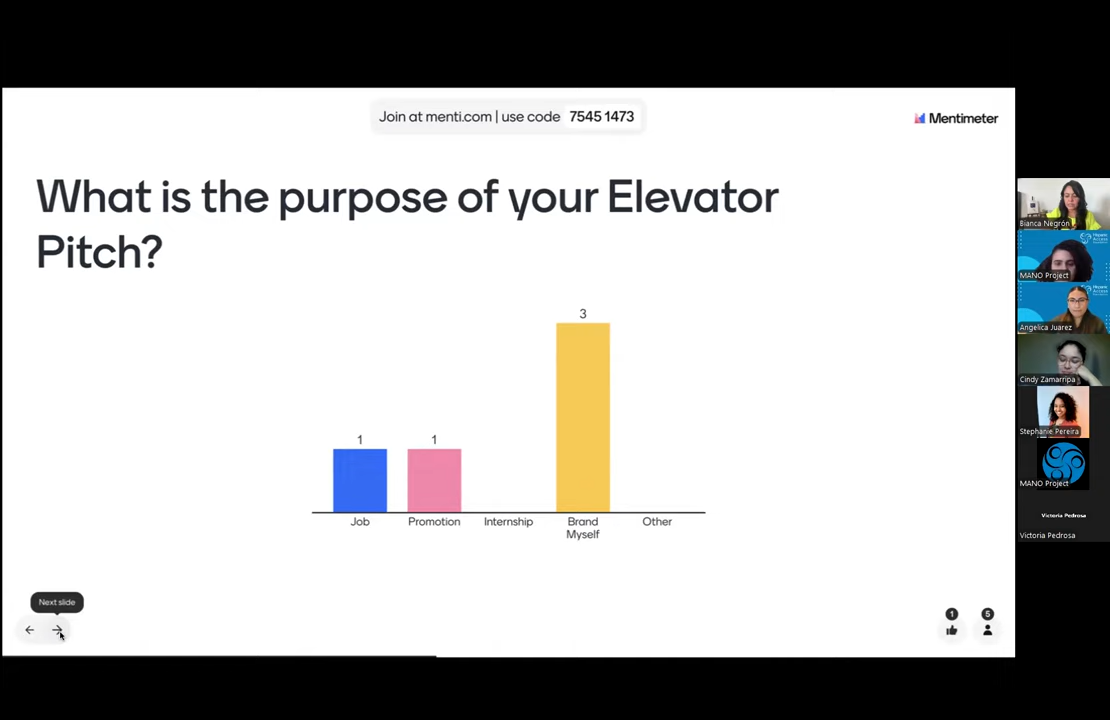 Join at menti.com | use code 7545 1473
Mentimeter
What is the purpose of your Elevator
Pitch?
3
1
1
Job
Promotion
Internship
Brand
Myself
Other
Next slide
1
5
Bianca Negrón
MANO Project
Angelica Juarez
Cindy Zamarripa
Stephanie Pereira
MANO Project
Victoria Pedrosa
Victoria Pedrosa